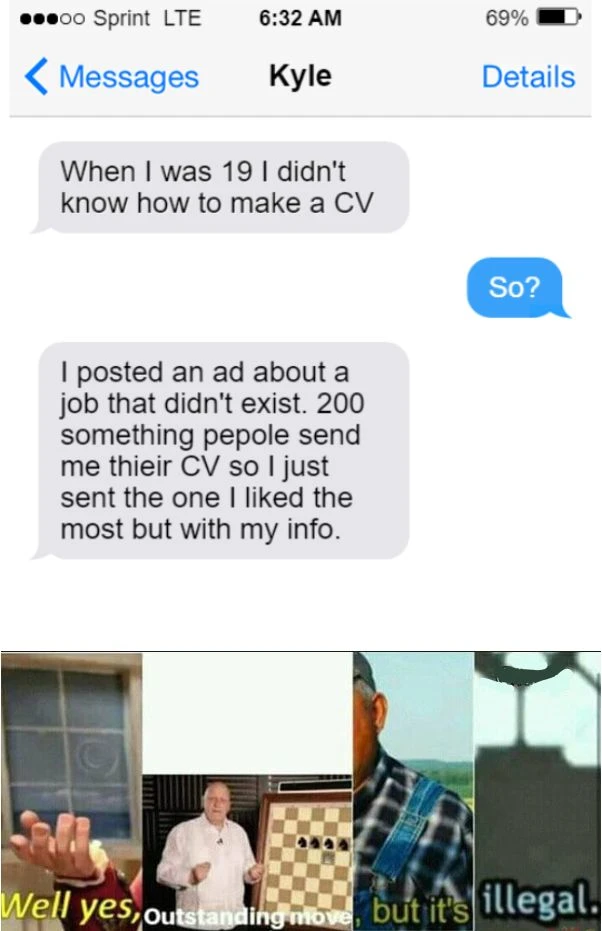 Sprint LTE 6:32 AM 69%
Messages Kyle Details
When I was 19 I didn't
know how to make a CV
So?
I posted an ad about a
job that didn't exist. 200
something pepole send
me thieir CV so I just
sent the one I liked the
most but with my info.
Well yes, Outstanding move, but it's illegal.